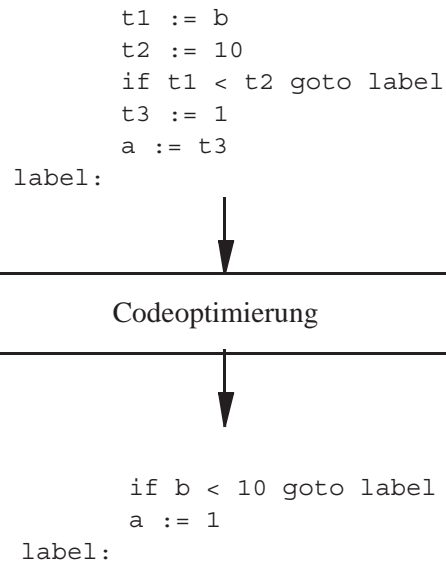 t1 := b
t2 := 10
if t1 < t2 goto label
t3 := 1
a := t3
label:
Codeoptimierung
if b < 10 goto label
a := 1
label: